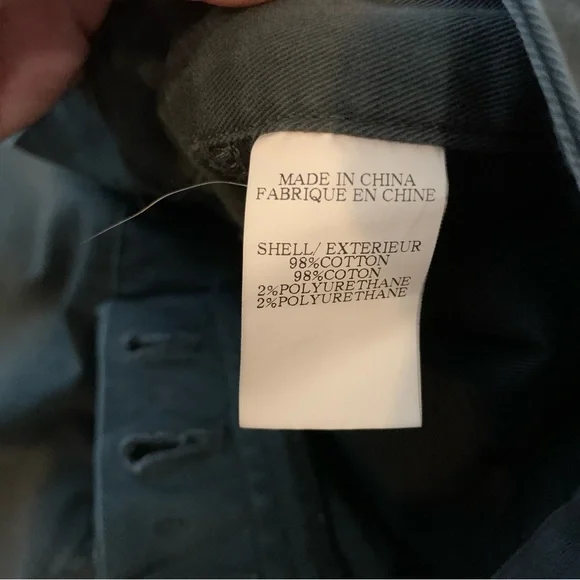 MADE IN CHINA
FABRIQUE EN CHINE
SHELL/ EXTERIEUR
98%COTTON
98%COTON
2%POLYURETHANE
2%POLYURETHANE